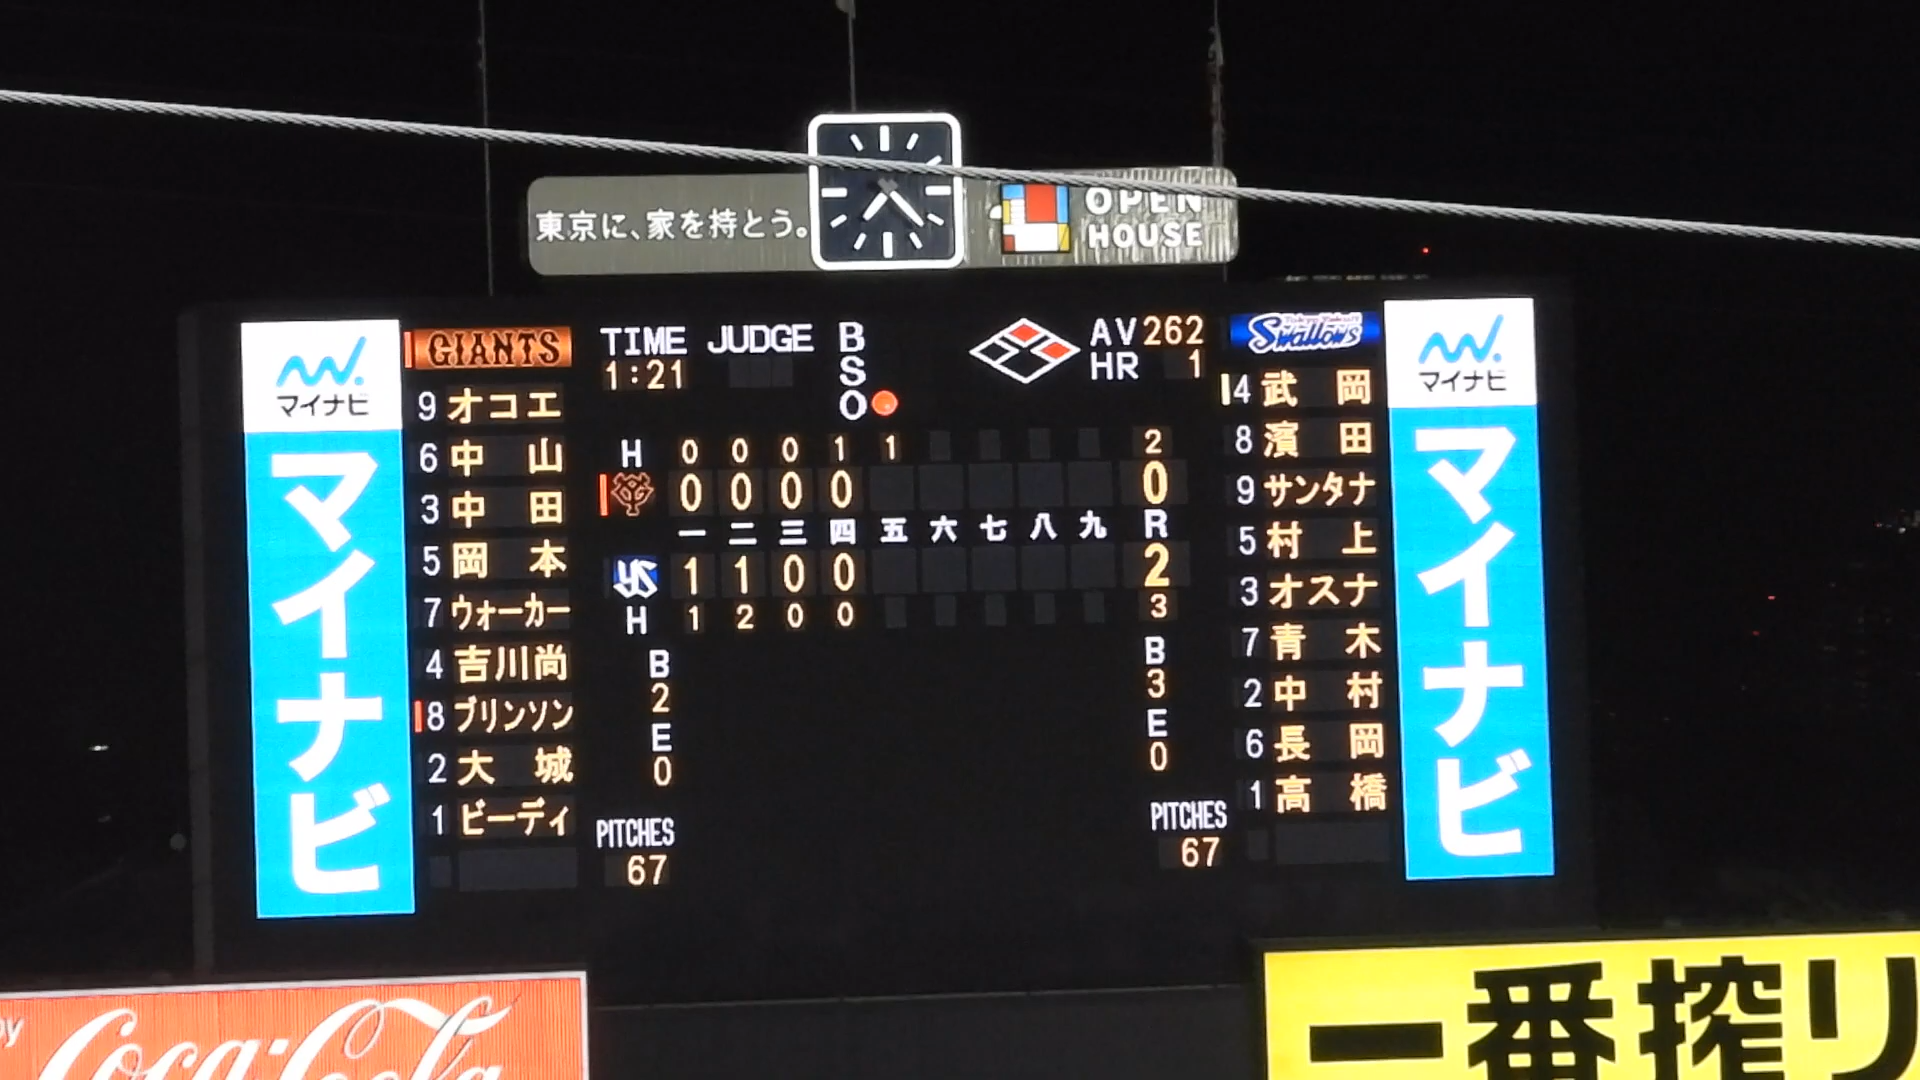 東京に、家を持とう。
OPEN
HOUSE
マイナビ
マイナビ
GIANTS
9 オコエ
6 中山
3 中田
5 岡本
7 ウォーカー
4 吉川尚
8 ブリンソン
2 大城
1 ビーディ
TIME JUDGE
1:21
B
S
O
AV 262
HR 1
H 0 0 0 1 1 2
0 0 0 0 0
一 二 三 四 五 六 七 八 九 R
YS 1 1 0 0 2
H 1 2 0 0 3
B
2
E
0
PITCHES
67
B
3
E
0
PITCHES
67
Tokyo Yakult
Swallows
4 武岡
8 濱田
9 サンタナ
5 村上
3 オスナ
7 青木
2 中村
6 長岡
1 高橋
マイナビ
マイナビ
by
Coca-Cola
一番搾り